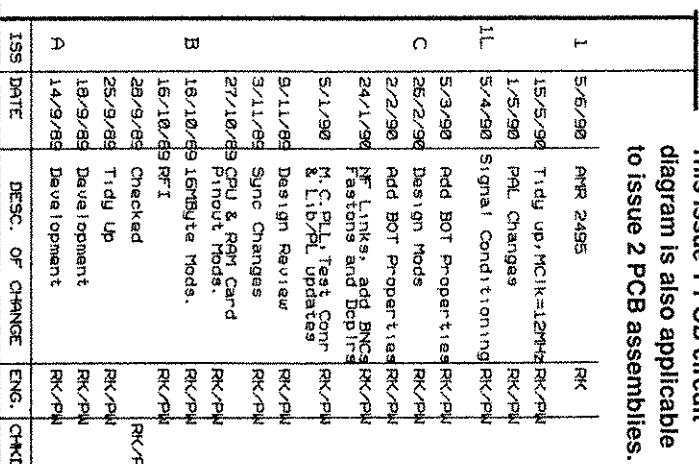 This issue 1 PCB circuit
diagram is also applicable
to issue 2 PCB assemblies.
1 5/6/90 AMR 2495 RK
15/5/90 Tidy up,MClk=12MHz RK/PW
1/5/90 PAL Changes RK/PW
1L 5/4/90 Signal Conditioning RK/PW
5/3/90 Add BOT Properties RK/PW
C 26/2/90 Design Mods RK/PW
2/2/90 Add BOT Properties RK/PW
24/1/90 NF Links, add BNCs RK/PW
Fastons and Dcplrs
5/1/90 M.C.PLL,Test Conr RK/PW
& Lib/PL updates
9/11/89 Design Review RK/PW
3/11/89 Sync Changes RK/PW
27/10/89 CPU & RAM Card RK/PW
Pinout Mods.
B 18/10/89 16MByte Mods. RK/PW
16/10/89 RFI RK/PW
28/9/89 Checked RK/P
25/9/89 Tidy Up RK/PW
18/9/89 Development RK/PW
A 14/9/89 Development RK/PW
ISS DATE DESC. OF CHANGE ENG. CHKD